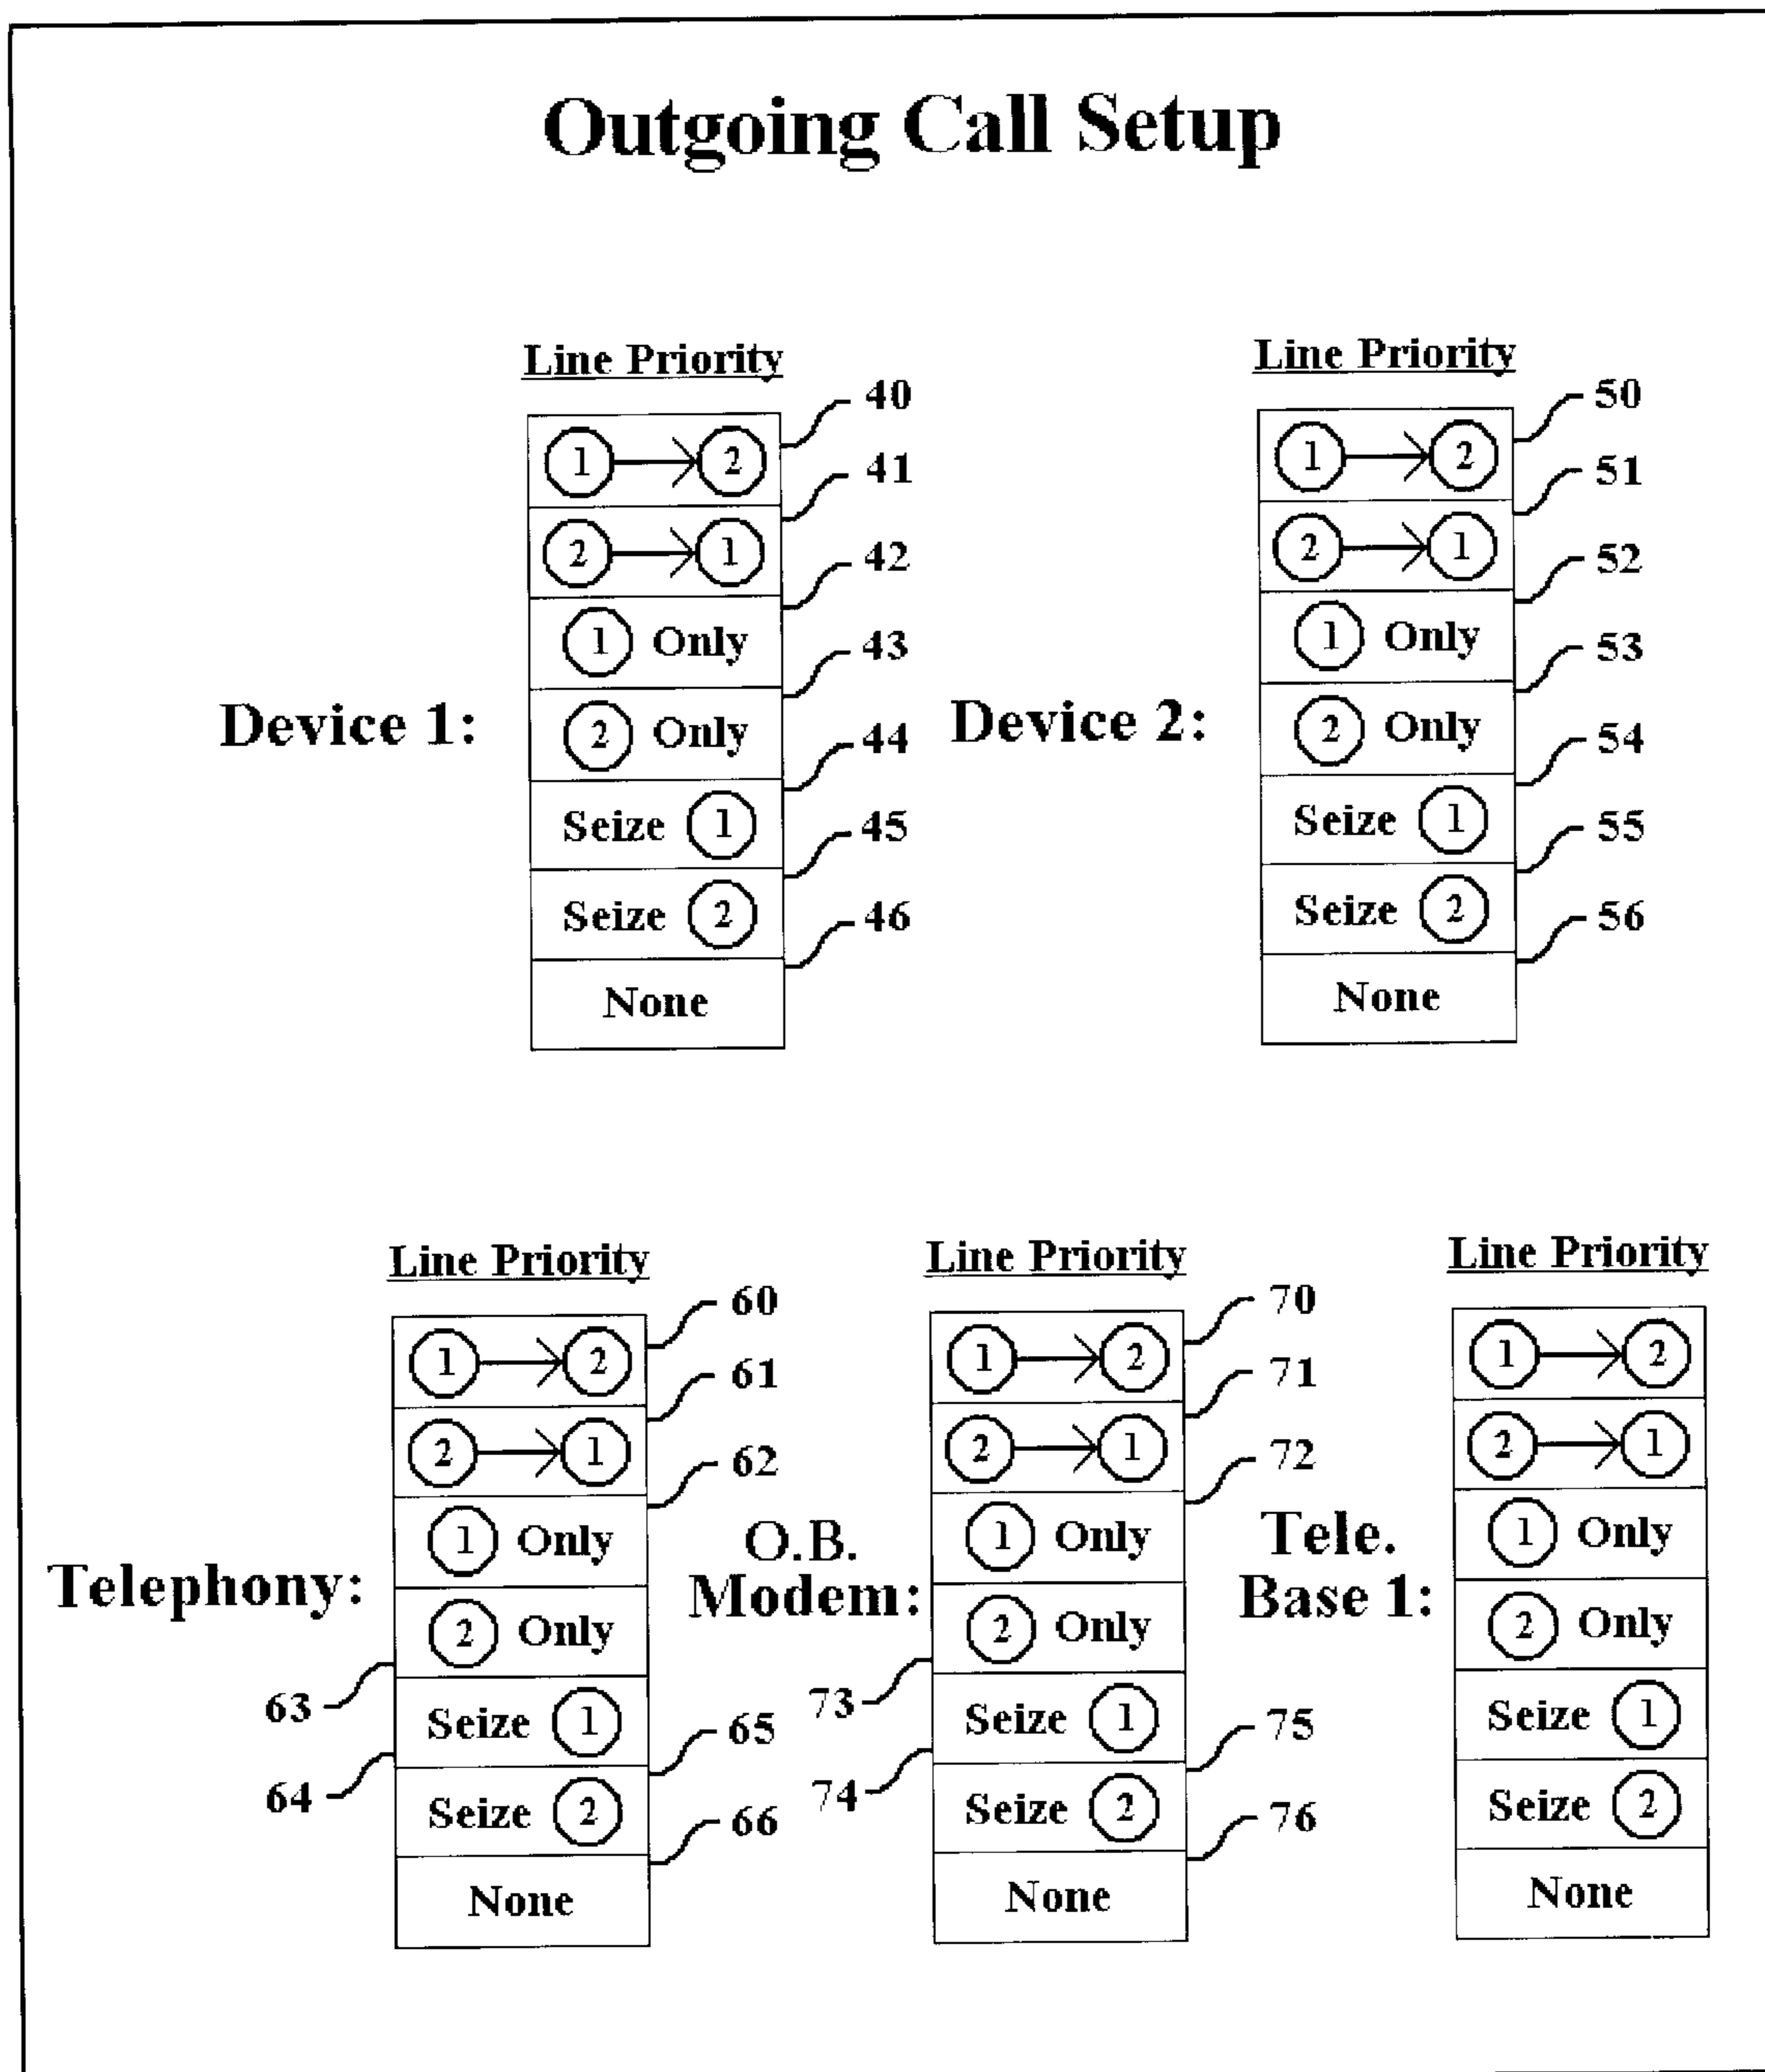 Outgoing Call Setup
Line Priority
1 2 40
2 1 41
1 Only 42
2 Only 43
Device 1:
Seize 1 44
Seize 2 45
None 46
Line Priority
1 2 50
2 1 51
1 Only 52
2 Only 53
Device 2:
Seize 1 54
Seize 2 55
None 56
Line Priority
1 2 60
2 1 61
1 Only 62
Telephony:
2 Only
63
Seize 1
64
Seize 2 65
None 66
Line Priority
1 2 70
2 1 71
1 Only 72
O.B.
Modem:
2 Only
73
Seize 1
74
Seize 2 75
None 76
Line Priority
1 2
2 1
1 Only
Tele.
Base 1:
2 Only
Seize 1
Seize 2
None